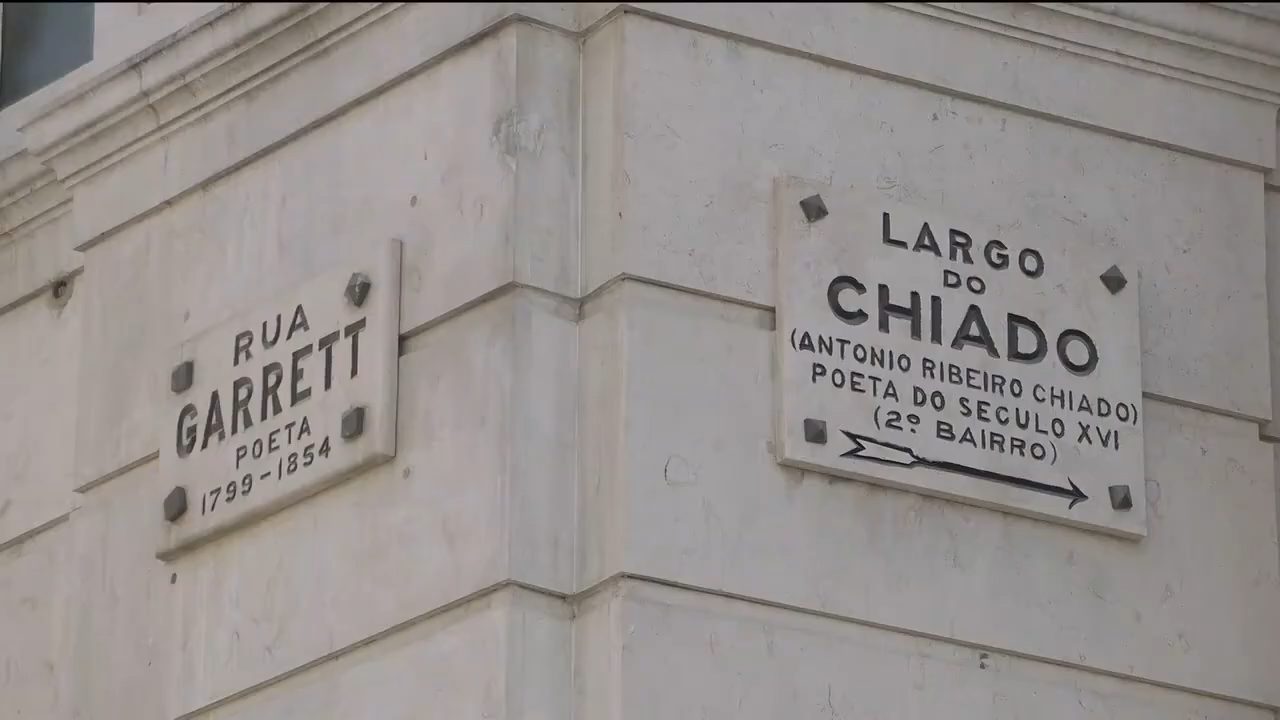 RUA
GARRETT
POETA
1799-1854
LARGO
DO
CHIADO
(ANTONIO RIBEIRO CHIADO)
POETA DO SECULO XVI
(2º BAIRRO)